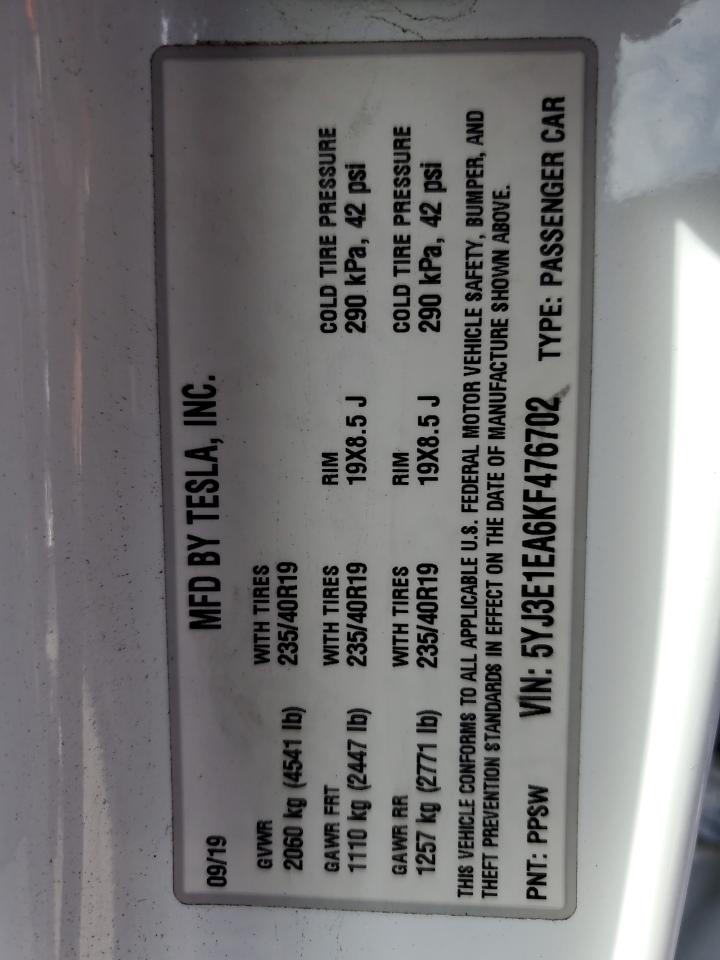 MFD BY TESLA, INC.
09/19
GVWR WITH TIRES
2060 kg (4541 lb) 235/40R19
GAWR FRT WITH TIRES RIM COLD TIRE PRESSURE
1110 kg (2447 lb) 235/40R19 19X8.5 J 290 kPa, 42 psi
GAWR RR WITH TIRES RIM COLD TIRE PRESSURE
1257 kg (2771 lb) 235/40R19 19X8.5 J 290 kPa, 42 psi
THIS VEHICLE CONFORMS TO ALL APPLICABLE U.S. FEDERAL MOTOR VEHICLE SAFETY, BUMPER, AND
THEFT PREVENTION STANDARDS IN EFFECT ON THE DATE OF MANUFACTURE SHOWN ABOVE.
PNT: PPSW VIN: 5YJ3E1EA6KF476702 TYPE: PASSENGER CAR